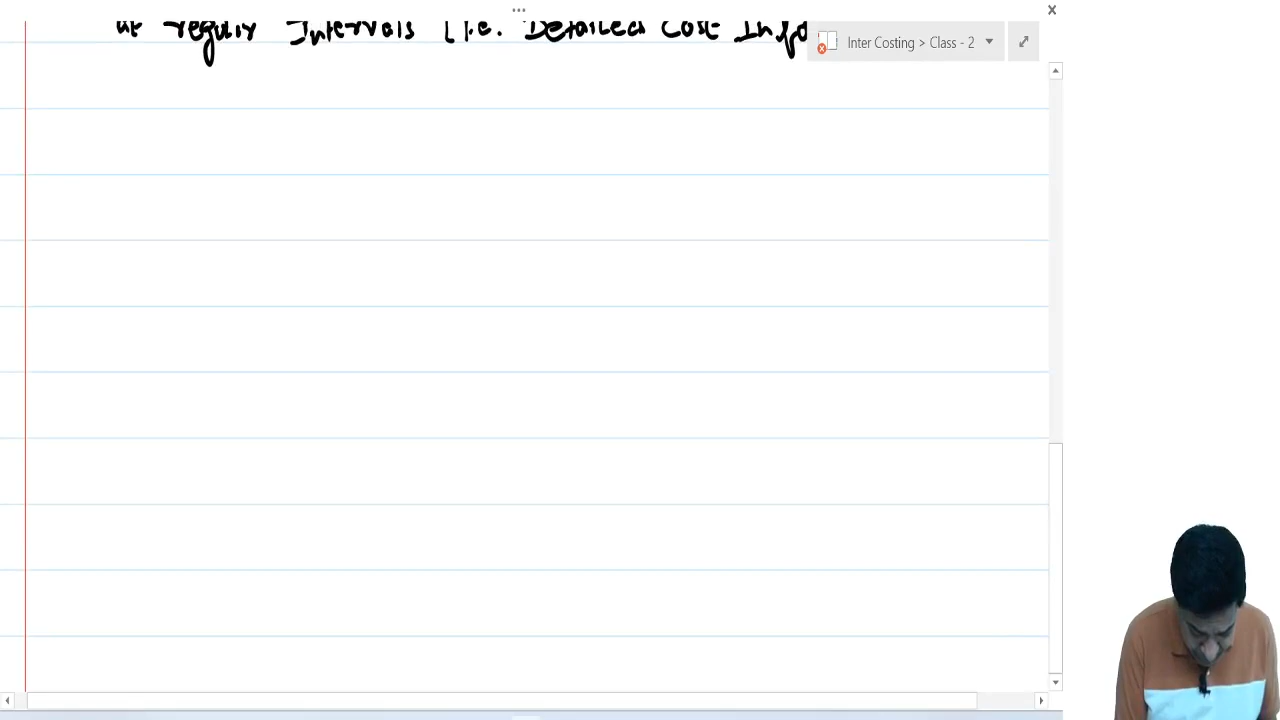 at regular Intervals (i.e. Detailed Cost Info
Inter Costing > Class - 2